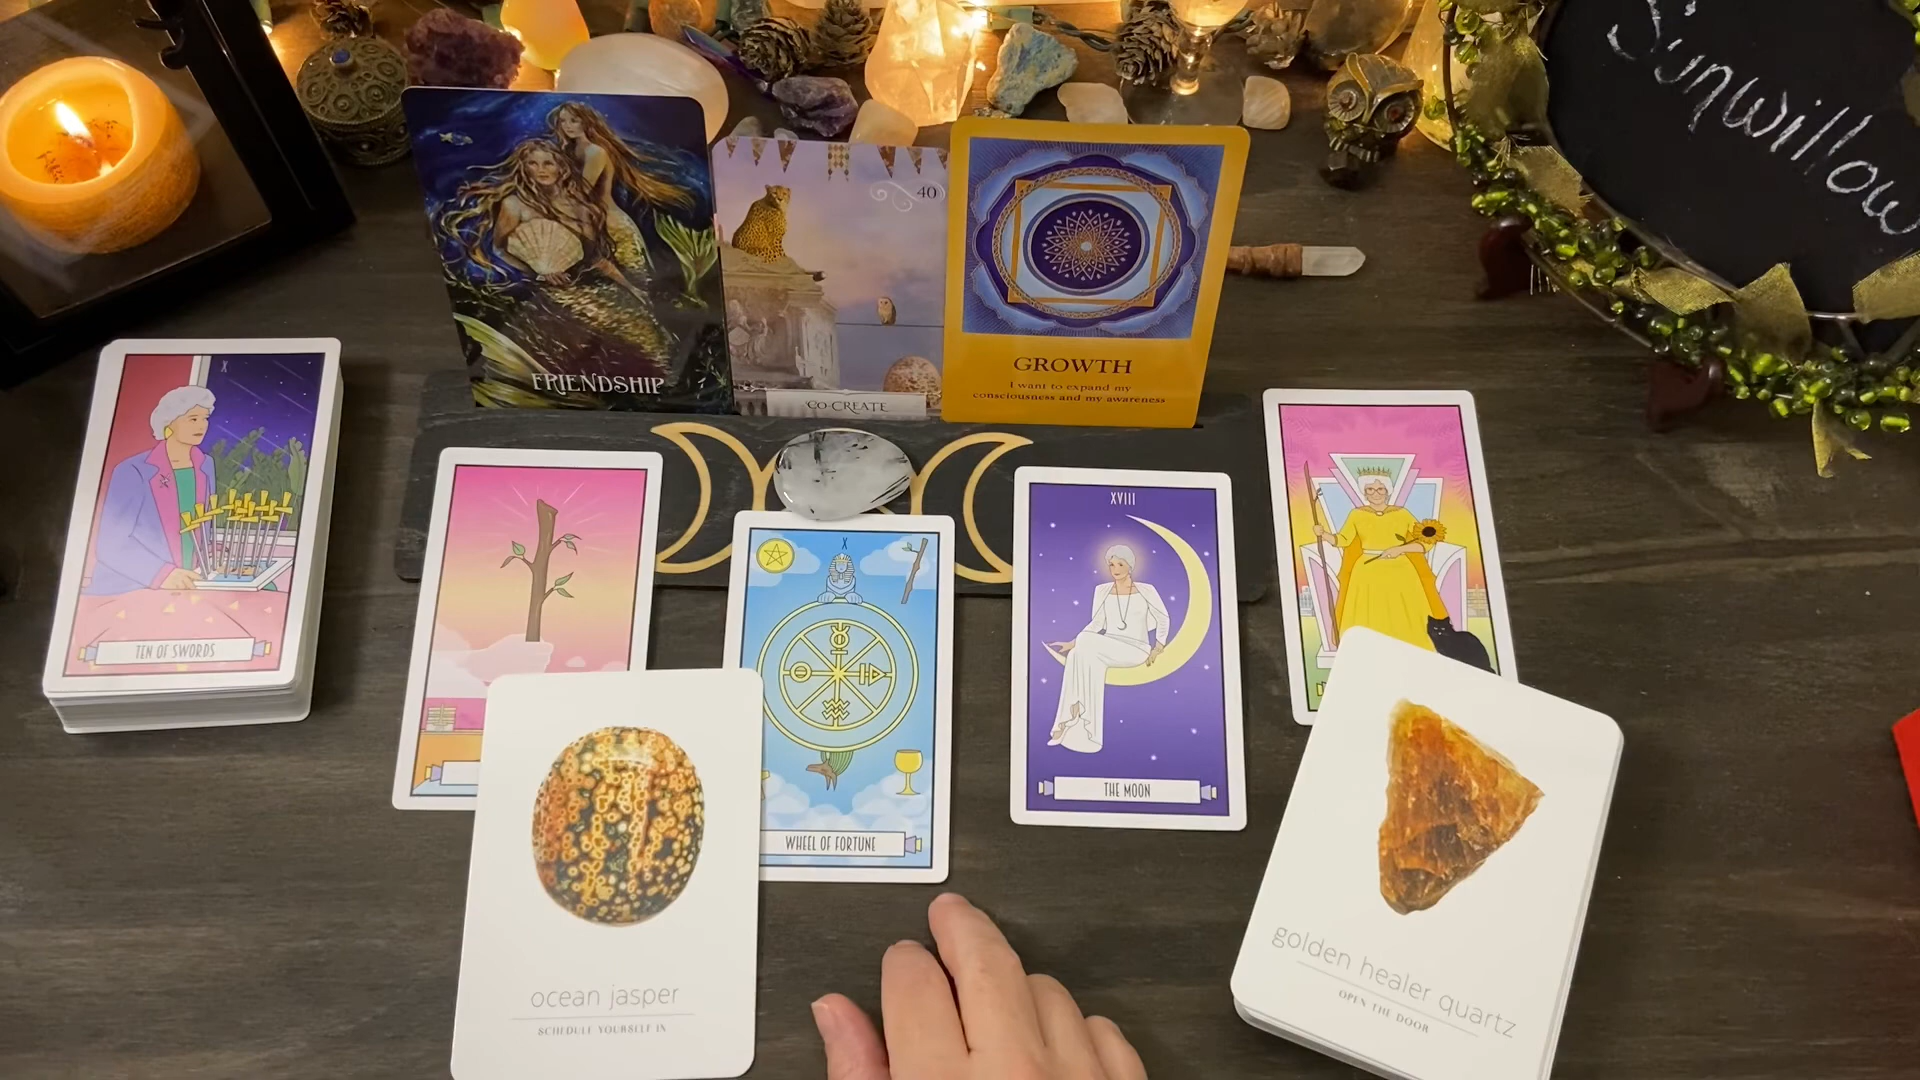 Sunwillow
FRIENDSHIP
40
CO-CREATE
GROWTH
I want to expand my
consciousness and my awareness
X
TEN OF SWORDS
X
WHEEL OF FORTUNE
XVIII
THE MOON
ocean jasper
SCHEDULE YOURSELF IN
golden healer quartz
OPEN THE DOOR